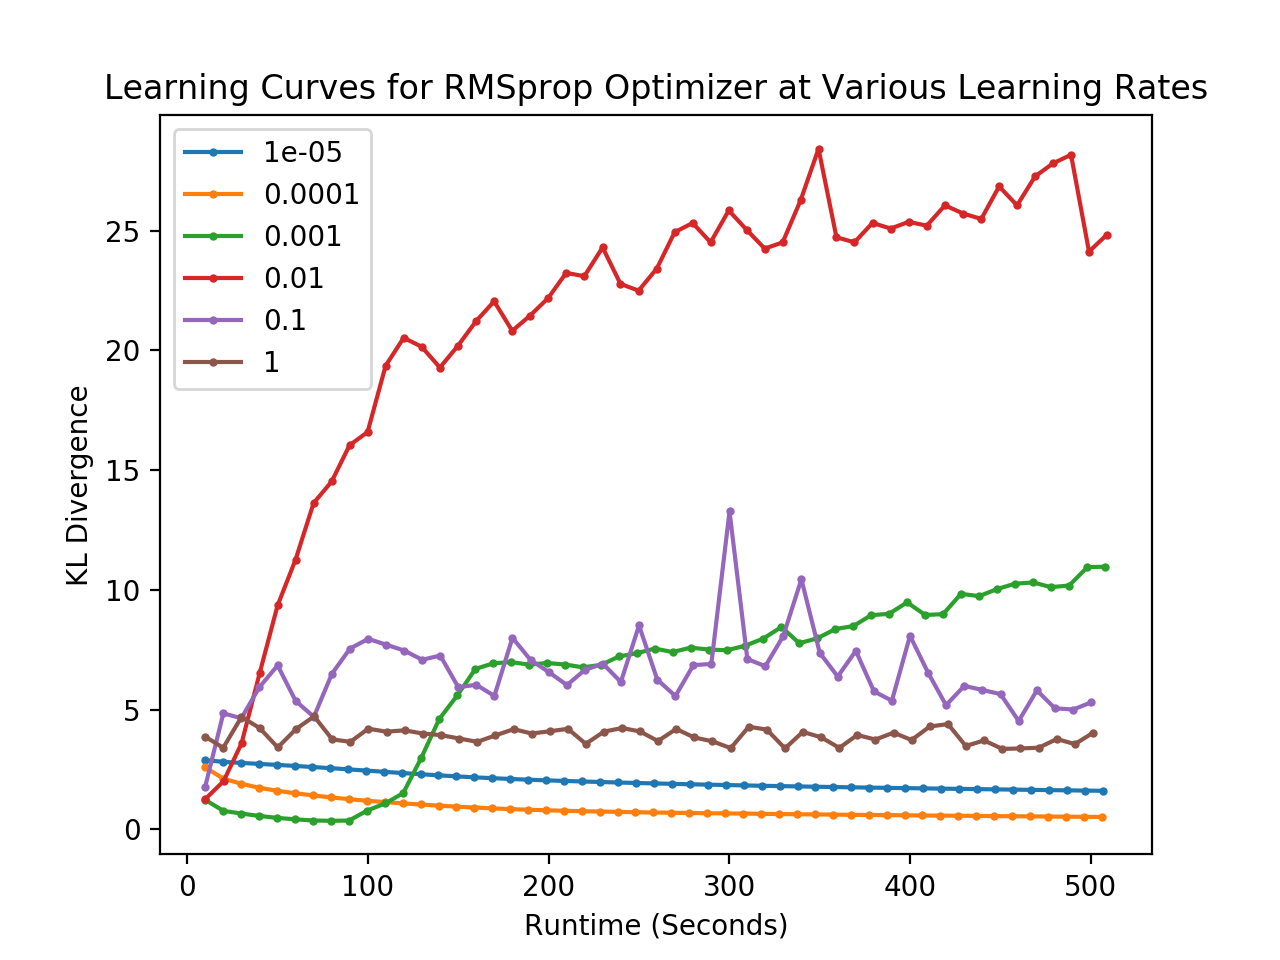 Learning Curves for RMSprop Optimizer at Various Learning Rates
1e-05
0.0001
0.001
0.01
0.1
1
25
20
15
10
5
0
KL Divergence
0 100 200 300 400 500
Runtime (Seconds)